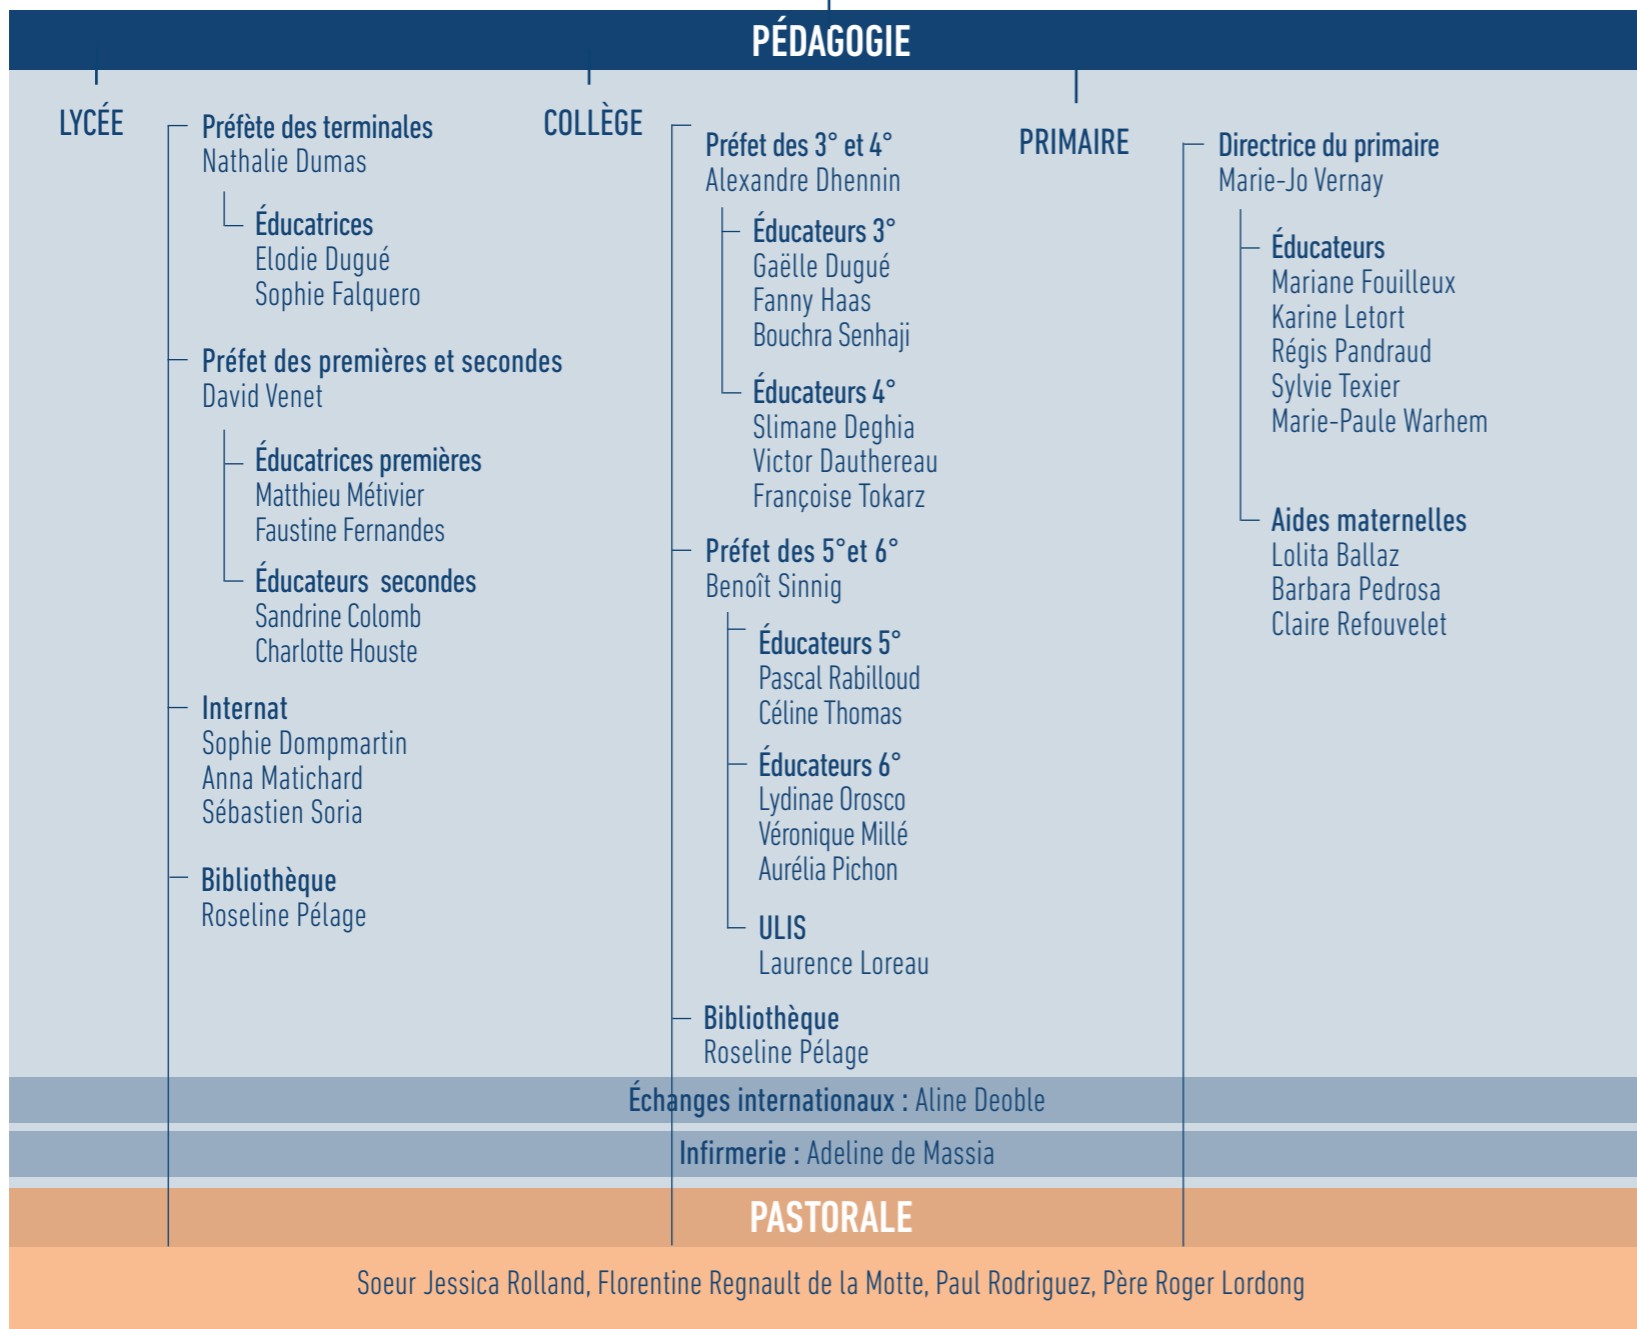 PÉDAGOGIE
LYCÉE
Préfète des terminales
Nathalie Dumas
Éducatrices
Elodie Dugué
Sophie Falquero
Préfet des premières et secondes
David Venet
Éducatrices premières
Matthieu Métivier
Faustine Fernandes
Éducateurs secondes
Sandrine Colomb
Charlotte Houste
Internat
Sophie Dompmartin
Anna Matichard
Sébastien Soria
Bibliothèque
Roseline Pélage
COLLÈGE
Préfet des 3° et 4°
Alexandre Dhennin
Éducateurs 3°
Gaëlle Dugué
Fanny Haas
Bouchra Senhaji
Éducateurs 4°
Slimane Deghia
Victor Dauthereau
Françoise Tokarz
Préfet des 5°et 6°
Benoît Sinnig
Éducateurs 5°
Pascal Rabilloud
Céline Thomas
Éducateurs 6°
Lydinae Orosco
Véronique Millé
Aurélia Pichon
ULIS
Laurence Loreau
Bibliothèque
Roseline Pélage
PRIMAIRE
Directrice du primaire
Marie-Jo Vernay
Éducateurs
Mariane Fouilleux
Karine Letort
Régis Pandraud
Sylvie Texier
Marie-Paule Warhem
Aides maternelles
Lolita Ballaz
Barbara Pedrosa
Claire Refouvelet
Échanges internationaux : Aline Deoble
Infirmerie : Adeline de Massia
PASTORALE
Soeur Jessica Rolland, Florentine Regnault de la Motte, Paul Rodriguez, Père Roger Lordong